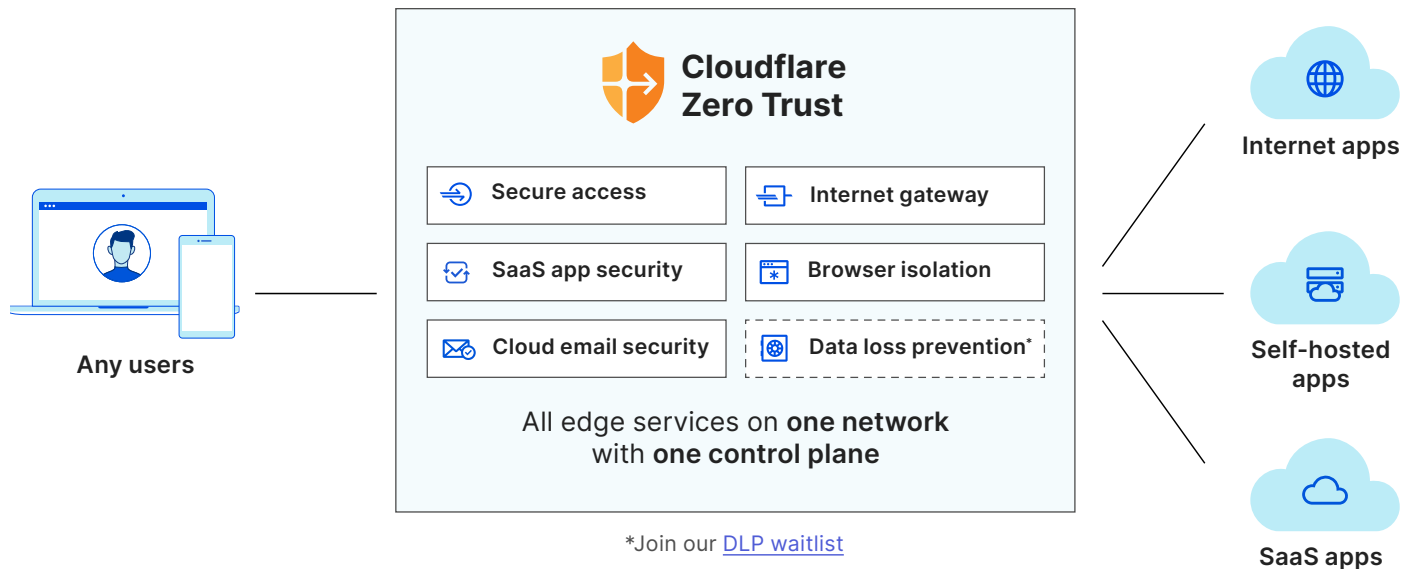 Cloudflare
Zero Trust
Secure access
Internet gateway
SaaS app security
Browser isolation
Cloud email security
Data loss prevention*
All edge services on one network
with one control plane
*Join our DLP waitlist
Any users
Internet apps
Self-hosted
apps
SaaS apps